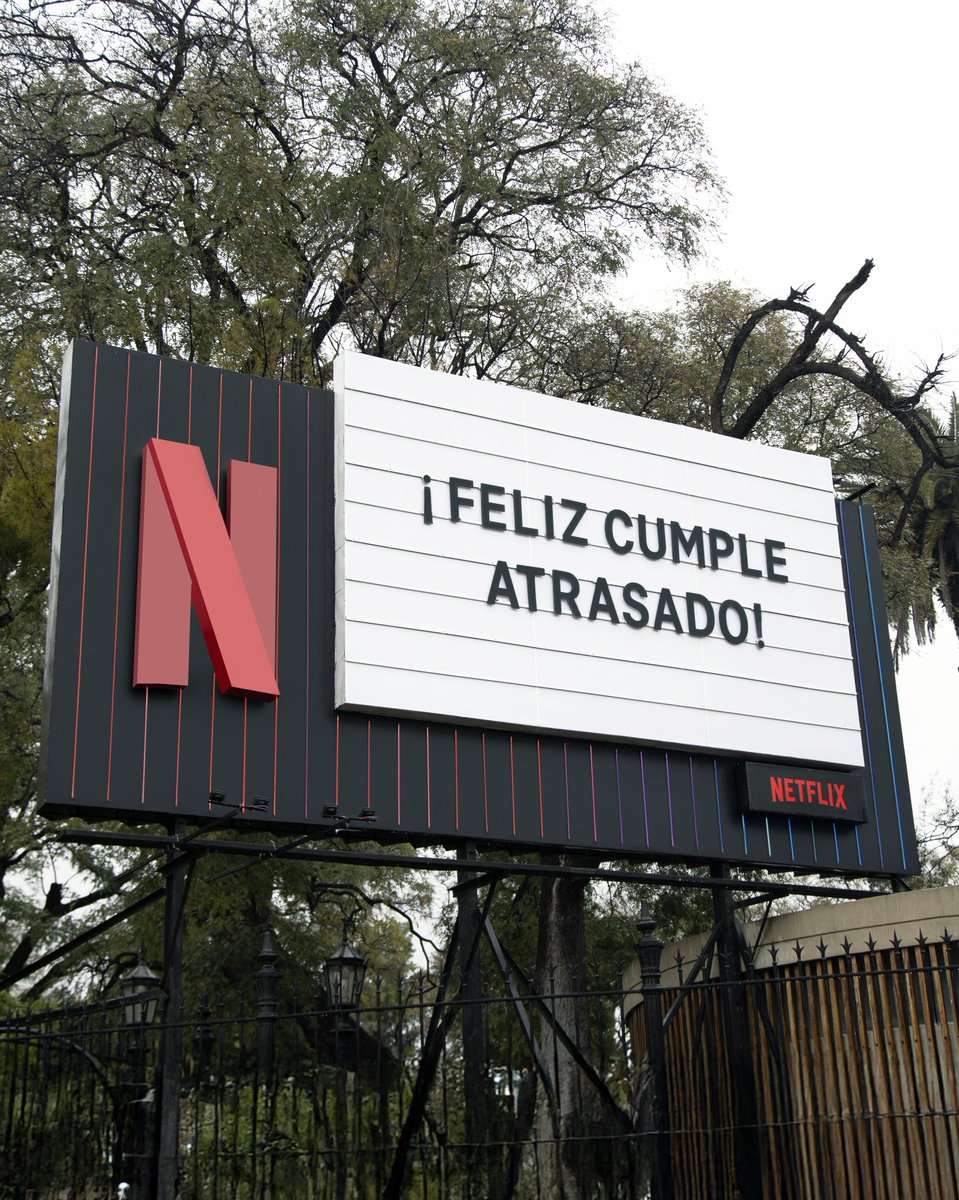 N
¡FELIZ CUMPLE
ATRASADO!
NETFLIX